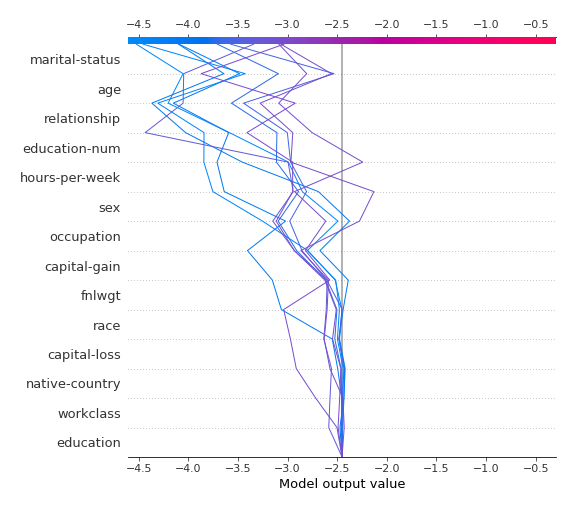 −4.5 −4.0 −3.5 −3.0 −2.5 −2.0 −1.5 −1.0 −0.5
marital-status
age
relationship
education-num
hours-per-week
sex
occupation
capital-gain
fnlwgt
race
capital-loss
native-country
workclass
education
−4.5 −4.0 −3.5 −3.0 −2.5 −2.0 −1.5 −1.0 −0.5
Model output value